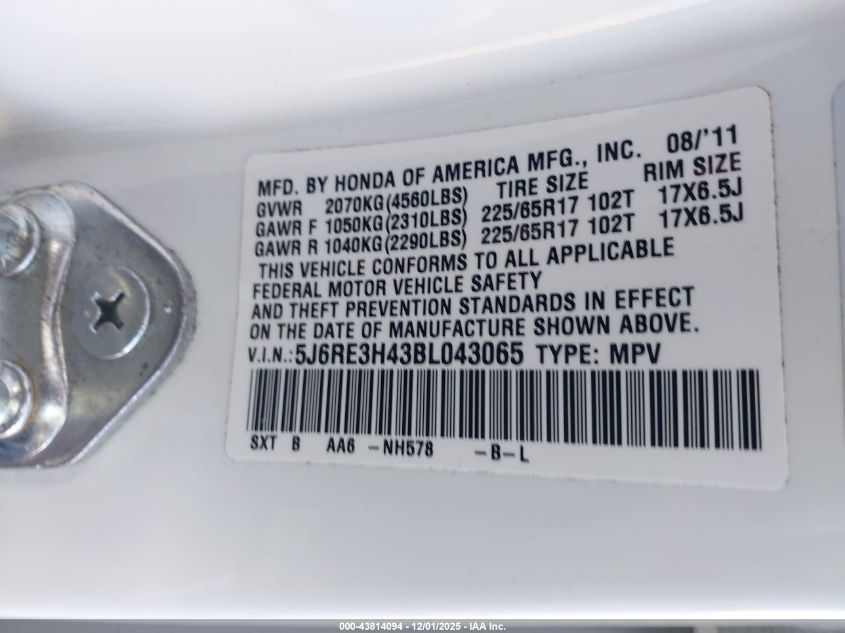 MFD. BY HONDA OF AMERICA MFG., INC. 08/'11
GVWR 2070KG(4560LBS) TIRE SIZE RIM SIZE
GAWR F 1050KG(2310LBS) 225/65R17 102T 17X6.5J
GAWR R 1040KG(2290LBS) 225/65R17 102T 17X6.5J
THIS VEHICLE CONFORMS TO ALL APPLICABLE
FEDERAL MOTOR VEHICLE SAFETY
AND THEFT PREVENTION STANDARDS IN EFFECT
ON THE DATE OF MANUFACTURE SHOWN ABOVE.
V.I.N.:5J6RE3H43BL043065 TYPE: MPV
SXT B AA6 -NH578 -B-L
000-43814094 - 12/01/2025 - IAA Inc.